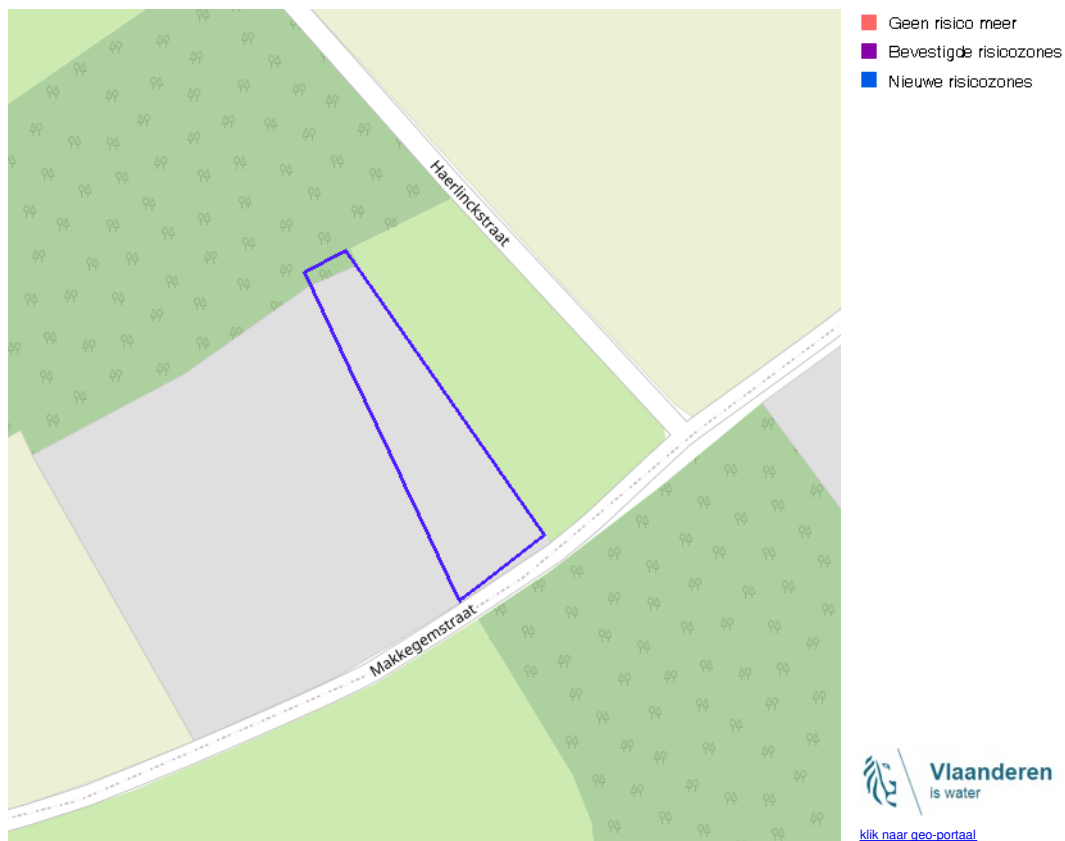 Geen risico meer
Bevestigde risicozones
Nieuwe risicozones
Haerlinckstraat
Makkegemstraat
Vlaanderen
is water
klik naar geo-portaal